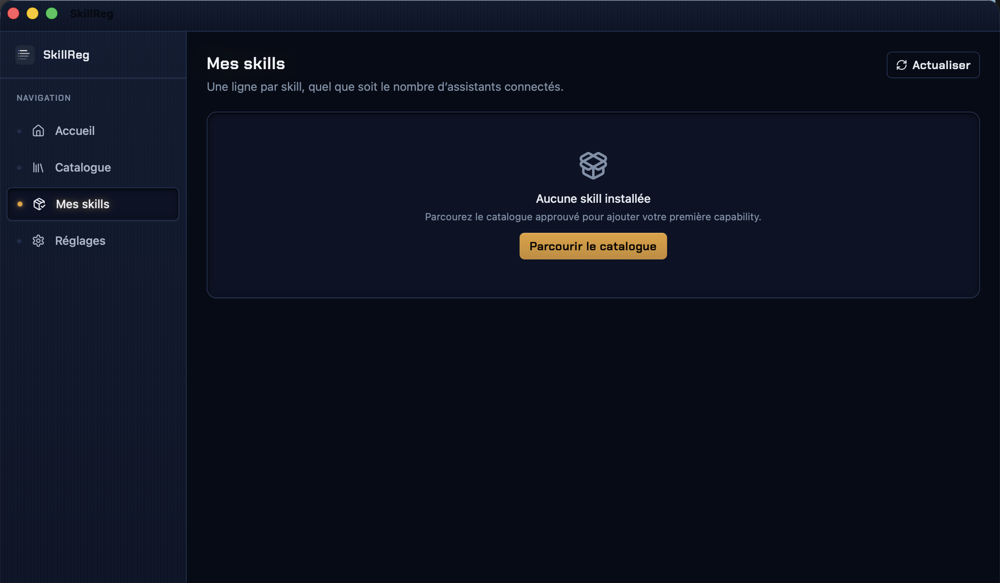 SkillReg
SkillReg
NAVIGATION
Accueil
Catalogue
Mes skills
Réglages
Mes skills
Une ligne par skill, quel que soit le nombre d’assistants connectés.
Actualiser
Aucune skill installée
Parcourez le catalogue approuvé pour ajouter votre première capability.
Parcourir le catalogue